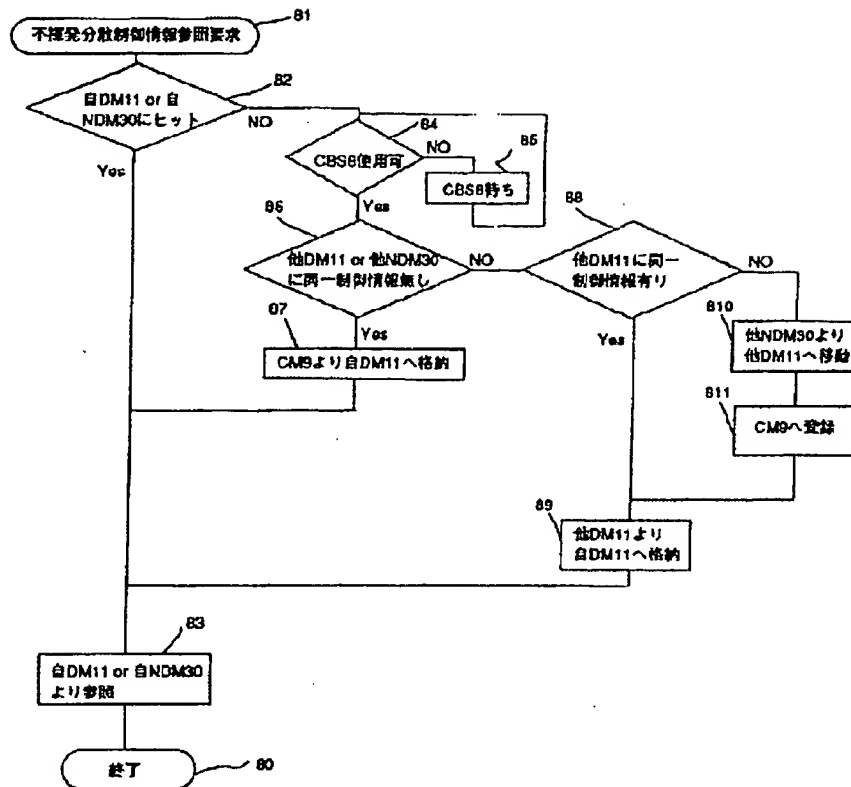 81
不揮発分散制御情報参照要求
82
自DM11 or 自
NDM30にヒット
NO
Yes
84
CBS8使用可
NO
85
CBS8待ち
Yes
86
他DM11 or 他NDM30
に同一制御情報無し
NO
88
他DM11に同一
制御情報有り
NO
87
Yes
CM9より自DM11へ格納
Yes
810
他NDM30より
他DM11へ移動
811
CM9へ登録
89
他DM11より
自DM11へ格納
83
自DM11 or 自NDM30
より参照
終了
80